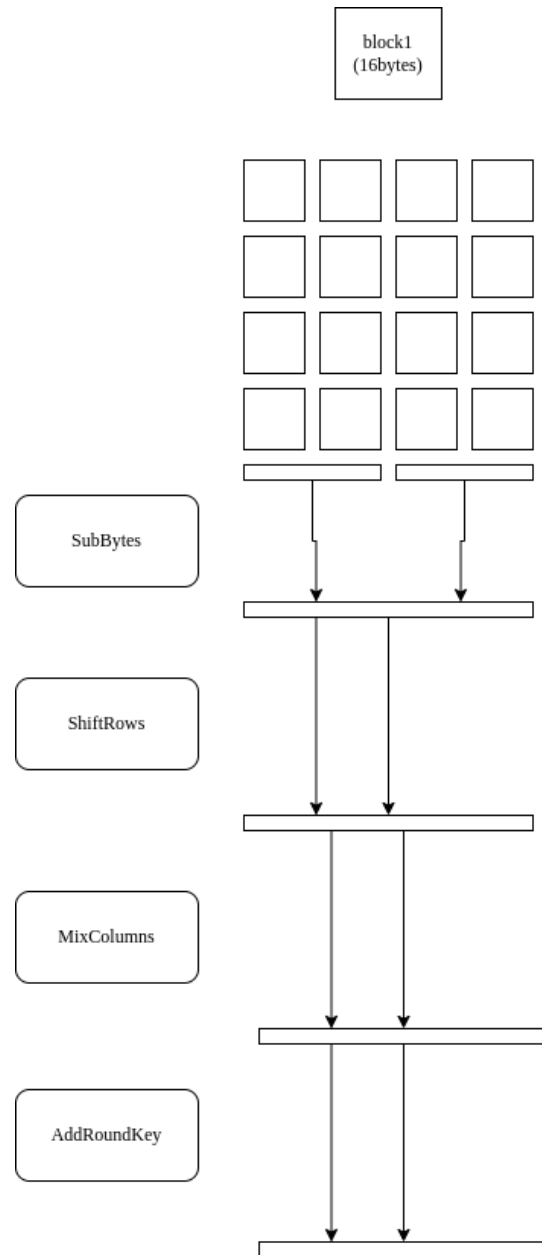 block1
(16bytes)
SubBytes
ShiftRows
MixColumns
AddRoundKey